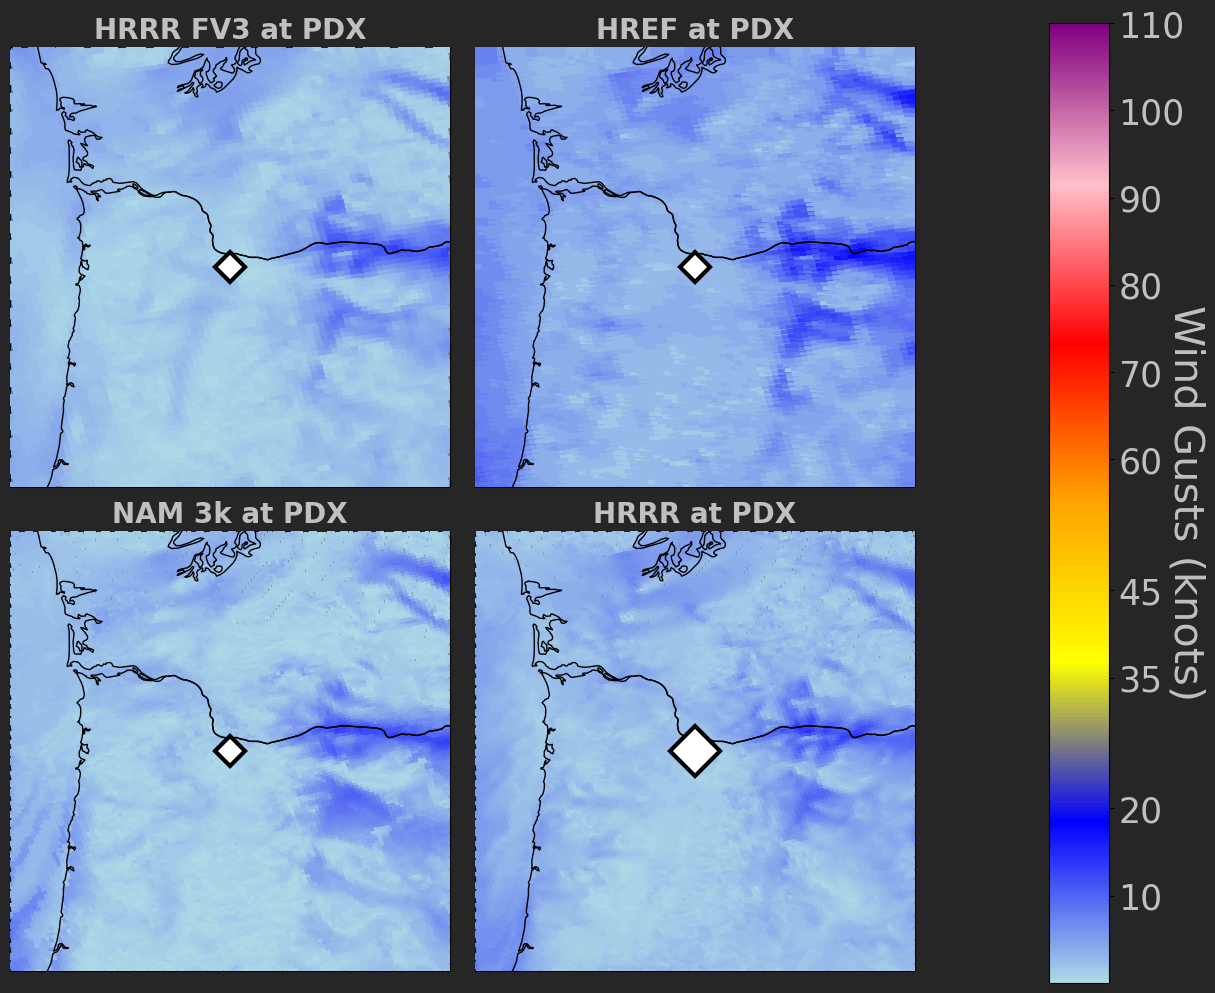 HRRR FV3 at PDX
HREF at PDX
NAM 3k at PDX
HRRR at PDX
110
100
90
80
70
60
45
35
20
10
Wind Gusts (knots)